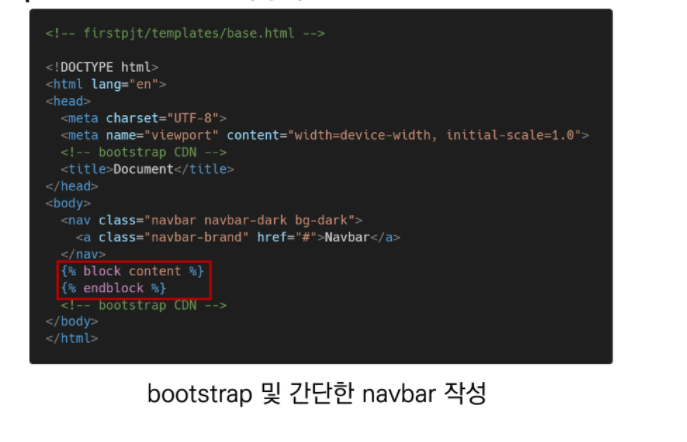 <!-- firstpjt/templates/base.html -->
<!DOCTYPE html>
<html lang="en">
<head>
  <meta charset="UTF-8">
  <meta name="viewport" content="width=device-width, initial-scale=1.0">
  <!-- bootstrap CDN -->
  <title>Document</title>
</head>
<body>
  <nav class="navbar navbar-dark bg-dark">
    <a class="navbar-brand" href="#">Navbar</a>
  </nav>
  {% block content %}
  {% endblock %}
  <!-- bootstrap CDN -->
</body>
</html>
bootstrap 및 간단한 navbar 작성